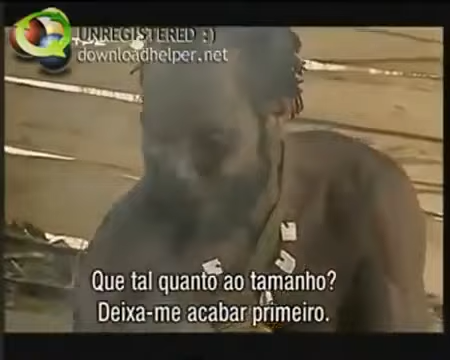 UNREGISTERED :)
downloadhelper.net
Que tal quanto ao tamanho?
Deixa-me acabar primeiro.